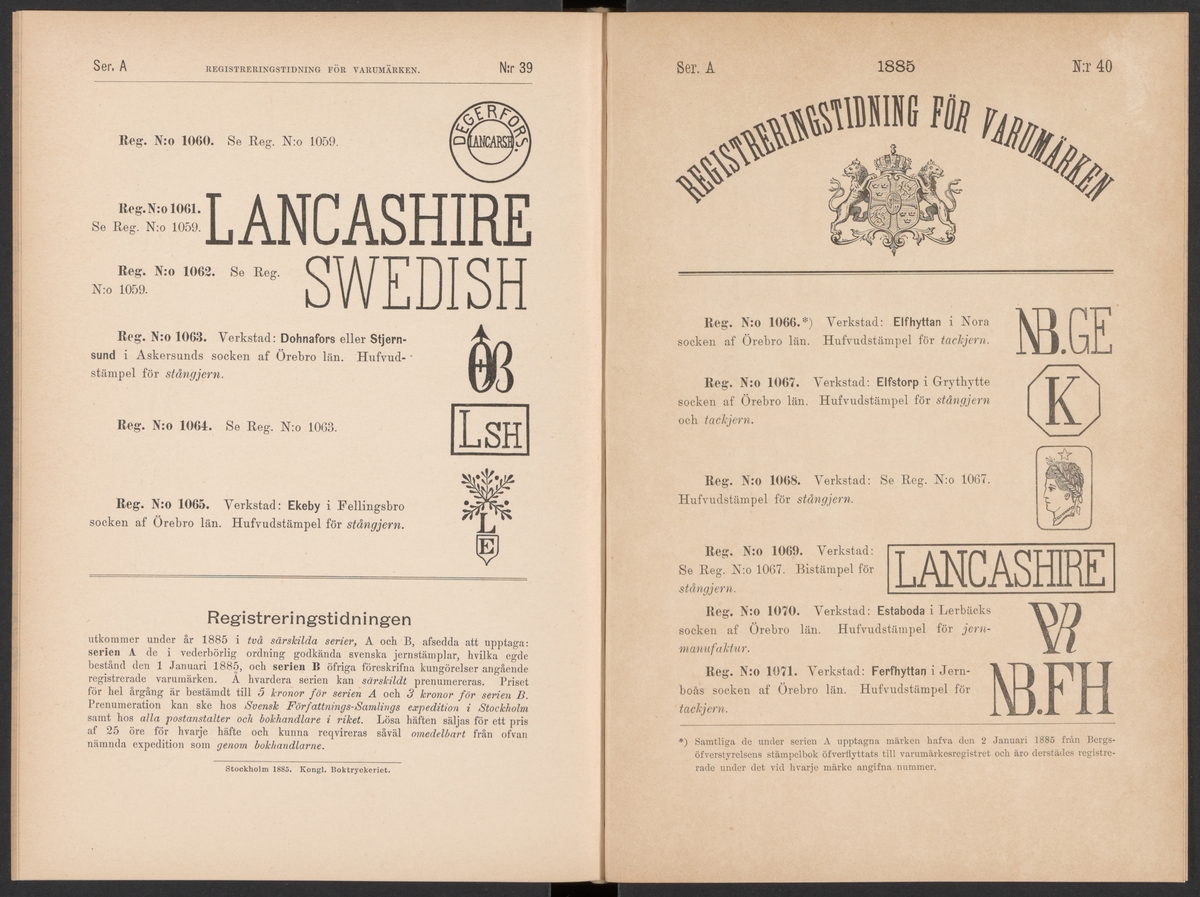 Ser. A REGISTRERINGSTIDNING FÖR VARUMÄRKEN. N:r 39
DEGERFORS.
LANCARSH
Reg. N:o 1060. Se Reg. N:o 1059.
Reg. N:o 1061.
Se Reg. N:o 1059.
LANCASHIRE
Reg. N:o 1062. Se Reg.
N:o 1059.
SWEDISH
Reg. N:o 1063. Verkstad: Dohnafors eller Stjern-
sund i Askersunds socken af Örebro län. Hufvud-
stämpel för stångjern.
Reg. N:o 1064. Se Reg. N:o 1063.
LSH
Reg. N:o 1065. Verkstad: Ekeby i Fellingsbro
socken af Örebro län. Hufvudstämpel för stångjern.
L
E
Registreringstidningen
utkommer under år 1885 i två särskilda serier, A och B, afsedda att upptaga:
serien A de i vederbörlig ordning godkända svenska jernstämplar, hvilka egde
bestånd den 1 Januari 1885, och serien B öfriga föreskrifna kungörelser angående
registrerade varumärken. Å hvardera serien kan särskildt prenumereras. Priset
för hel årgång är bestämdt till 5 kronor för serien A och 3 kronor för serien B.
Prenumeration kan ske hos Svensk Författnings-Samlings expedition i Stockholm
samt hos alla postanstalter och bokhandlare i riket. Lösa häften säljas för ett pris
af 25 öre för hvarje häfte och kunna reqvireras såväl omedelbart från ofvan
nämnda expedition som genom bokhandlarne.
Stockholm 1885. Kongl. Boktryckeriet.
Ser. A 1885 N:r 40
REGISTRERINGSTIDNING FÖR VARUMÄRKEN
Reg. N:o 1066.*) Verkstad: Elfhyttan i Nora
socken af Örebro län. Hufvudstämpel för tackjern.
NB.GE
Reg. N:o 1067. Verkstad: Elfstorp i Grythytte
socken af Örebro län. Hufvudstämpel för stångjern
och tackjern.
K
Reg. N:o 1068. Verkstad: Se Reg. N:o 1067.
Hufvudstämpel för stångjern.
Reg. N:o 1069. Verkstad:
Se Reg. N:o 1067. Bistämpel för
stångjern.
LANCASHIRE
Reg. N:o 1070. Verkstad: Estaboda i Lerbäcks
socken af Örebro län. Hufvudstämpel för jern-
manufaktur.
Reg. N:o 1071. Verkstad: Ferfhyttan i Jern-
boås socken af Örebro län. Hufvudstämpel för
tackjern.
NB.FH
*) Samtliga de under serien A upptagna märken hafva den 2 Januari 1885 från Bergs-
öfverstyrelsens stämpelbok öfverflyttats till varumärkesregistret och äro derstädes registre-
rade under det vid hvarje märke angifna nummer.